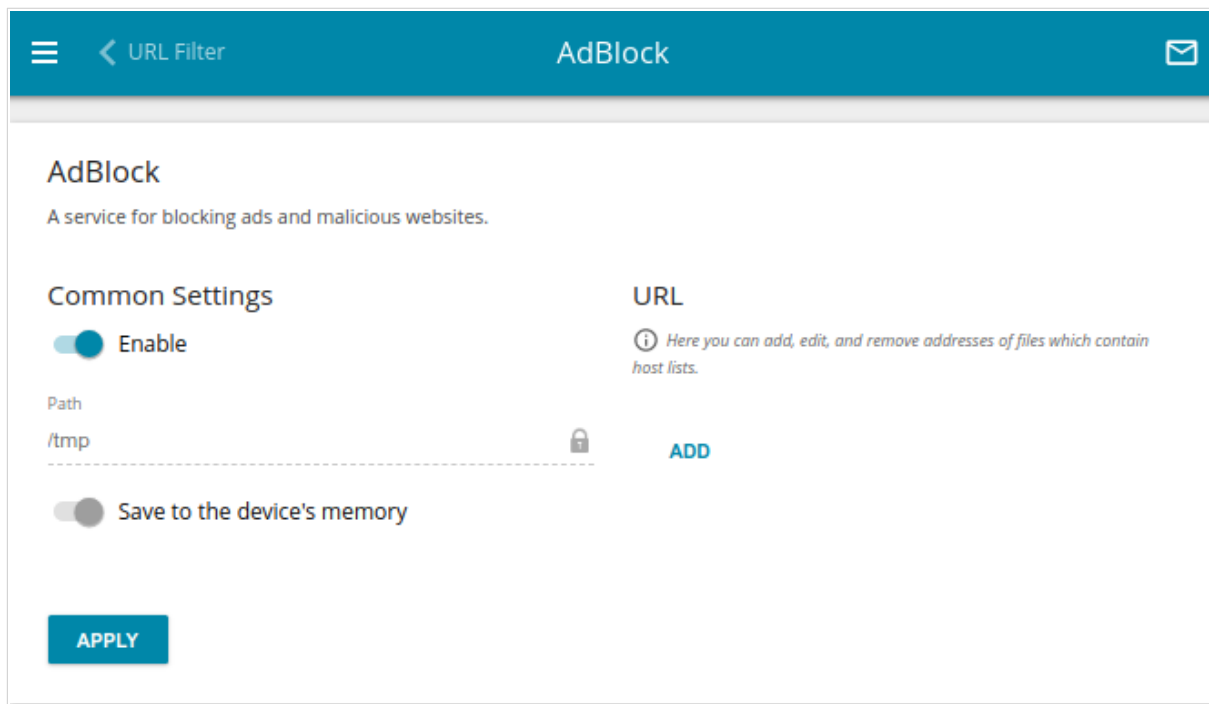 URL Filter
AdBlock
AdBlock
A service for blocking ads and malicious websites.
Common Settings
Enable
Path
/tmp
Save to the device's memory
APPLY
URL
Here you can add, edit, and remove addresses of files which contain
host lists.
ADD